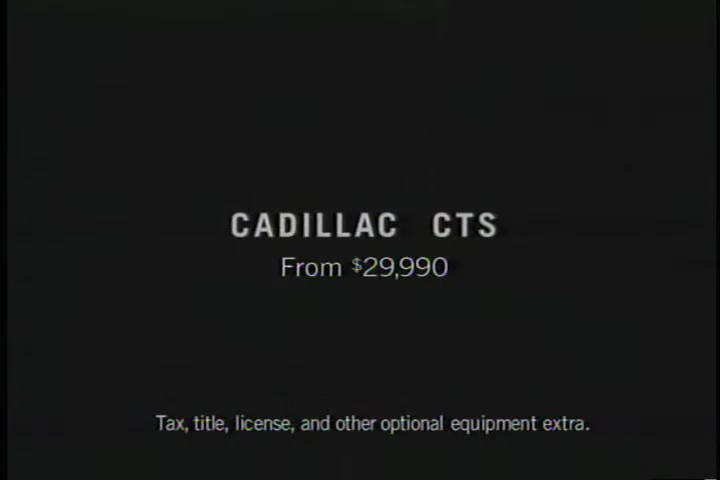 CADILLAC CTS
From $29,990
Tax, title, license, and other optional equipment extra.